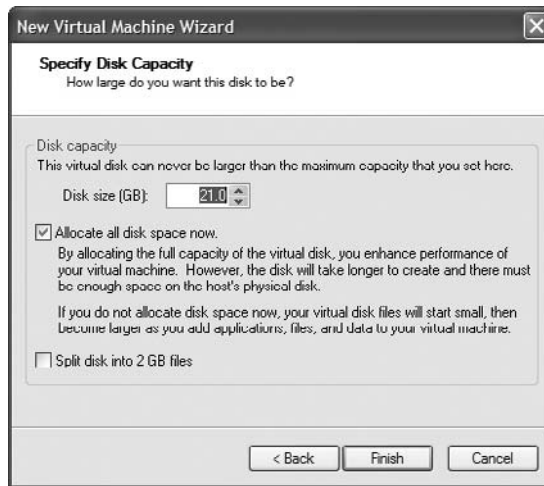 New Virtual Machine Wizard
Specify Disk Capacity
How large do you want this disk to be?
Disk capacity
This virtual disk can never be larger than the maximum capacity that you set here.
Disk size (GB): 21.0
Allocate all disk space now.
By allocating the full capacity of the virtual disk, you enhance performance of
your virtual machine. However, the disk will take longer to create and there must
be enough space on the host's physical disk.
If you do not allocate disk space now, your virtual disk files will start small, then
become larger as you add applications, files, and data to your virtual machine.
Split disk into 2 GB files
< Back Finish Cancel